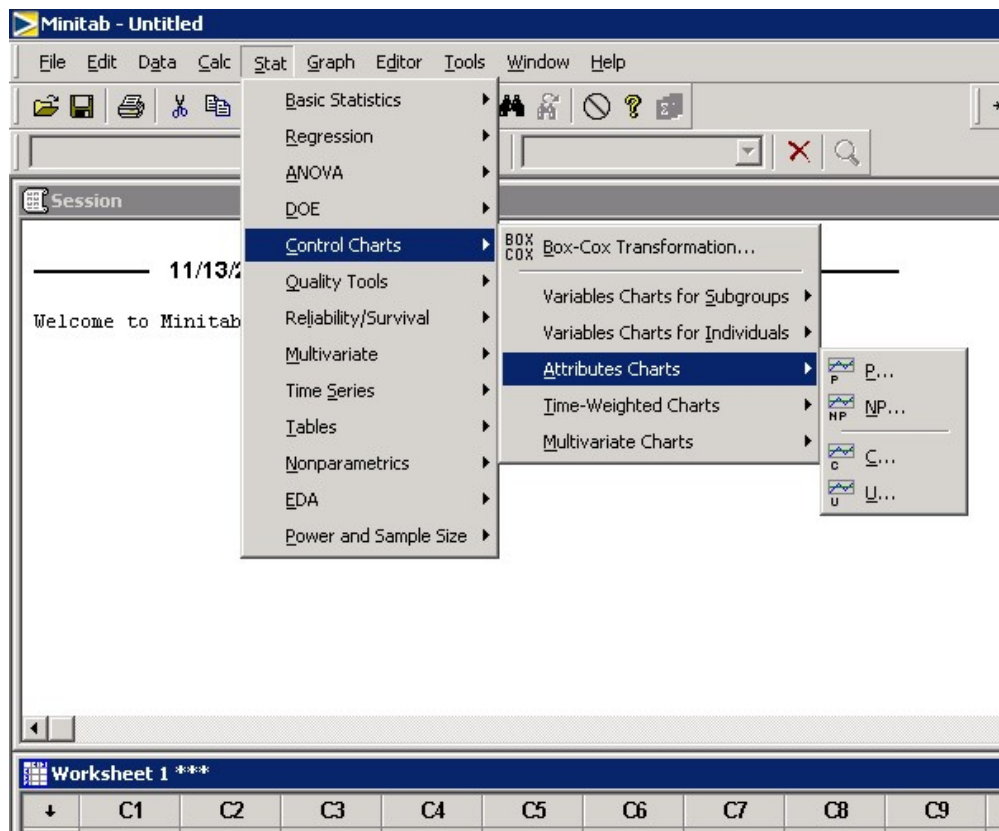 Minitab - Untitled
File Edit Data Calc Stat Graph Editor Tools Window Help
Basic Statistics
Regression
ANOVA
Session
DOE
Control Charts
BOX COX Box-Cox Transformation...
11/13/2
Quality Tools
Variables Charts for Subgroups
Welcome to Minitab
Reliability/Survival
Variables Charts for Individuals
Multivariate
Attributes Charts
P P...
Time Series
Time-Weighted Charts
NP NP...
Tables
Multivariate Charts
Nonparametrics
C C...
EDA
U U...
Power and Sample Size
Worksheet 1 ***
C1 C2 C3 C4 C5 C6 C7 C8 C9